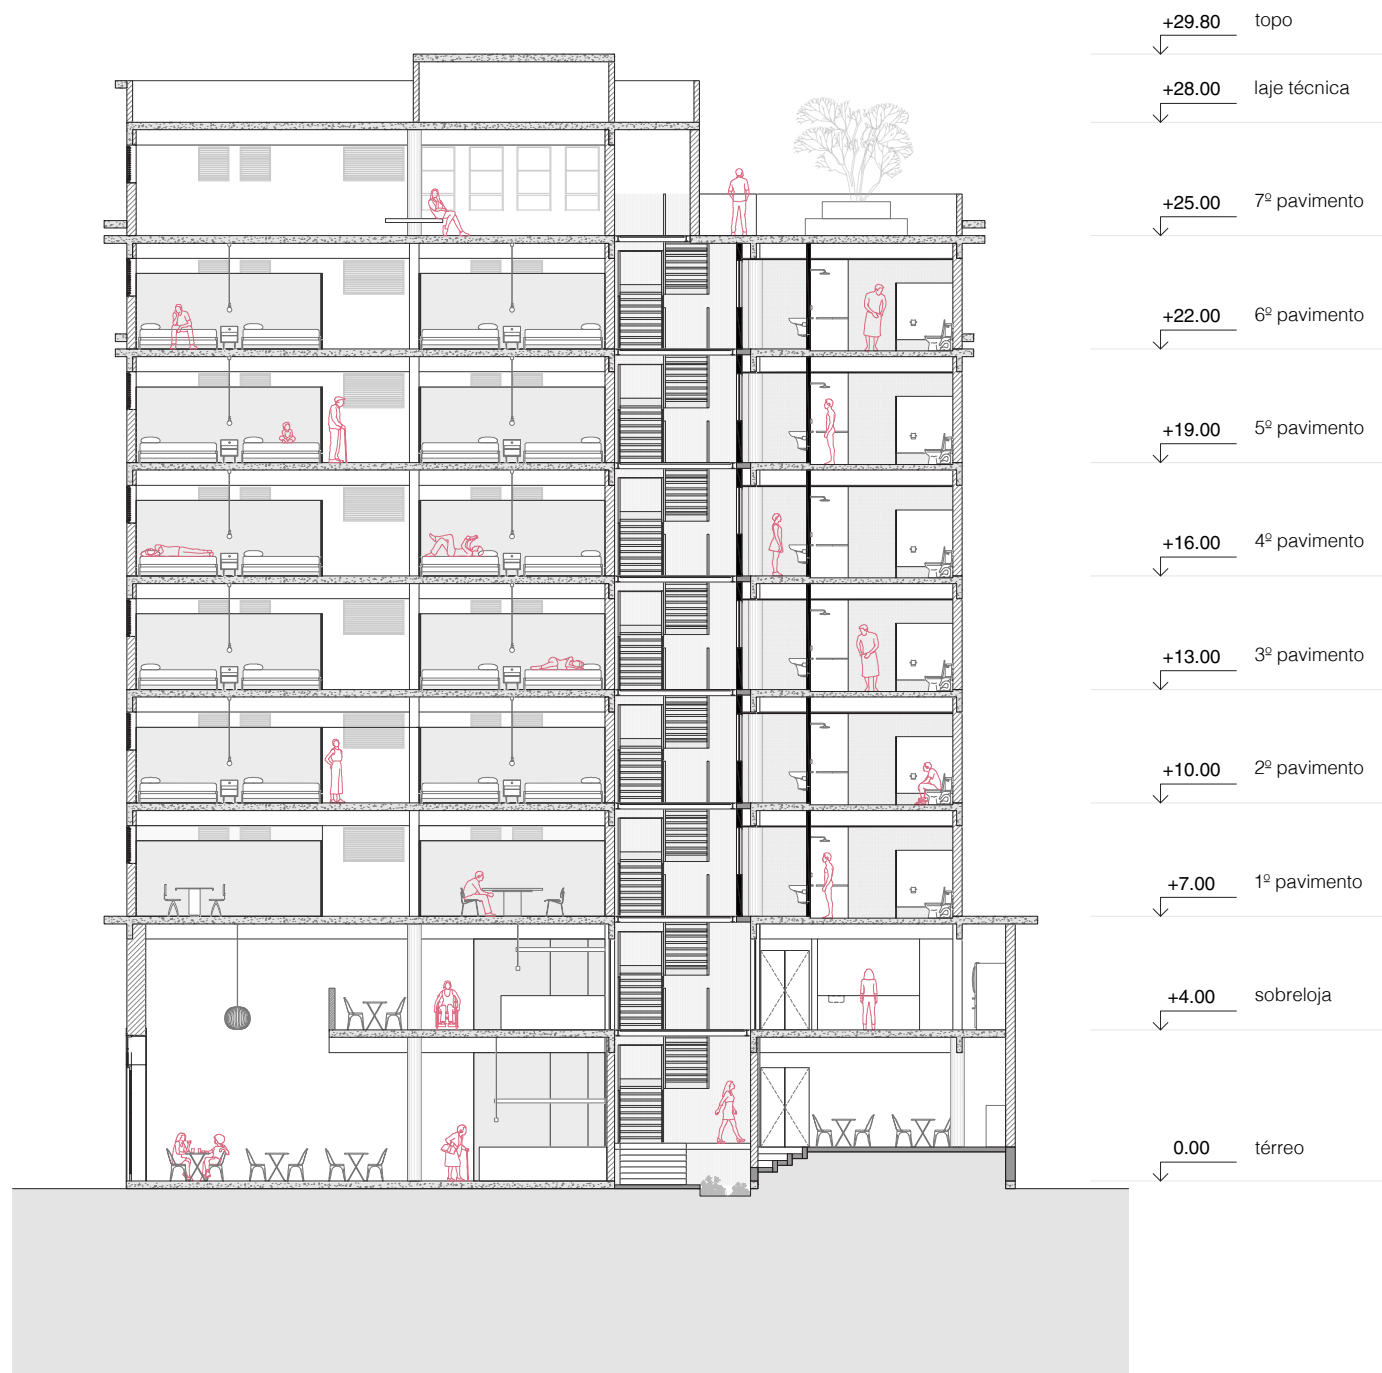 +29.80 topo
+28.00 laje técnica
+25.00 7º pavimento
+22.00 6º pavimento
+19.00 5º pavimento
+16.00 4º pavimento
+13.00 3º pavimento
+10.00 2º pavimento
+7.00 1º pavimento
+4.00 sobreloja
0.00 térreo